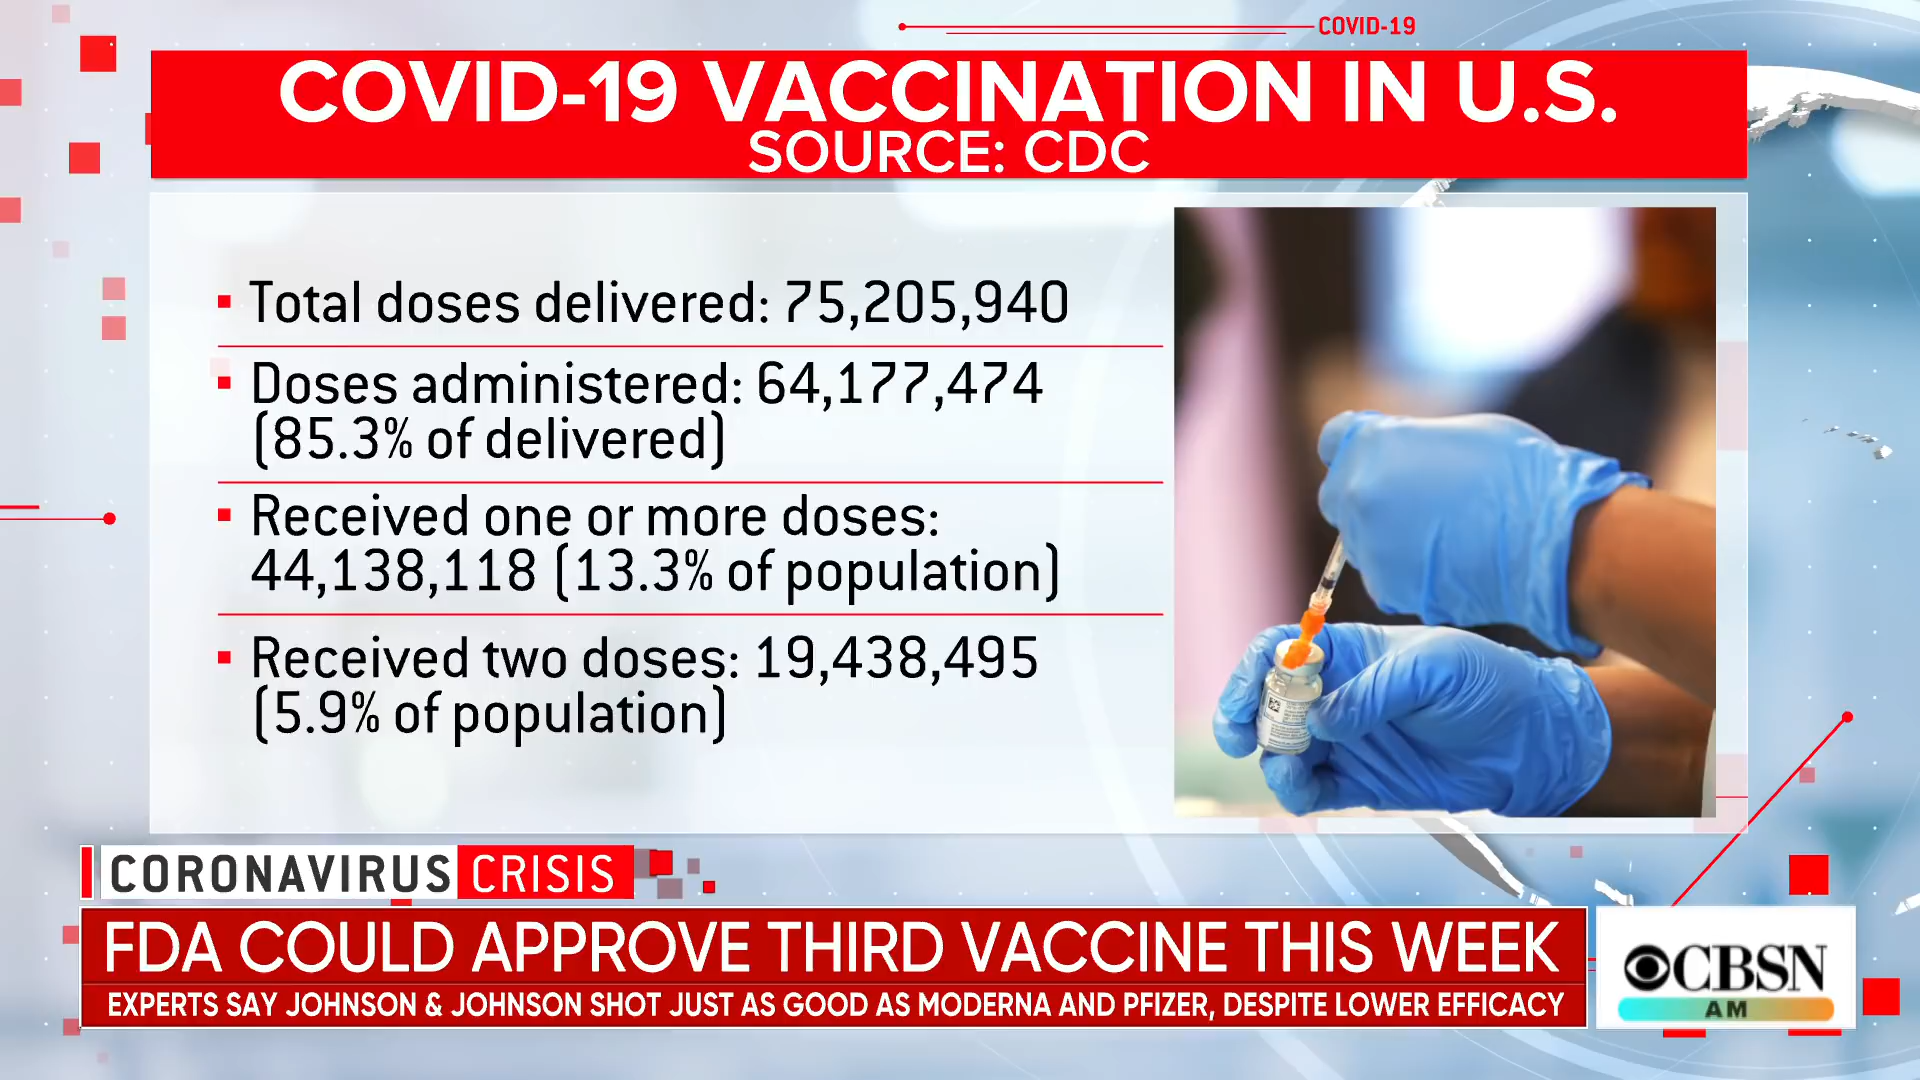 COVID-19
COVID-19 VACCINATION IN U.S.
SOURCE: CDC
Total doses delivered: 75,205,940
Doses administered: 64,177,474
(85.3% of delivered)
Received one or more doses:
44,138,118 (13.3% of population)
Received two doses: 19,438,495
(5.9% of population)
CORONAVIRUS CRISIS
FDA COULD APPROVE THIRD VACCINE THIS WEEK
EXPERTS SAY JOHNSON & JOHNSON SHOT JUST AS GOOD AS MODERNA AND PFIZER, DESPITE LOWER EFFICACY
CBSN
AM